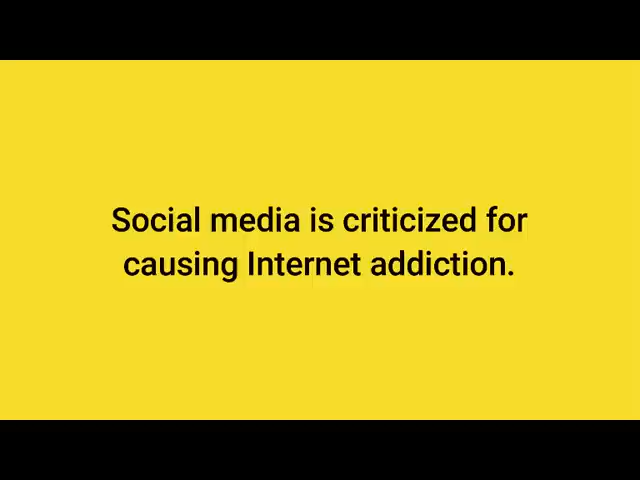 Social media is criticized for
causing Internet addiction.